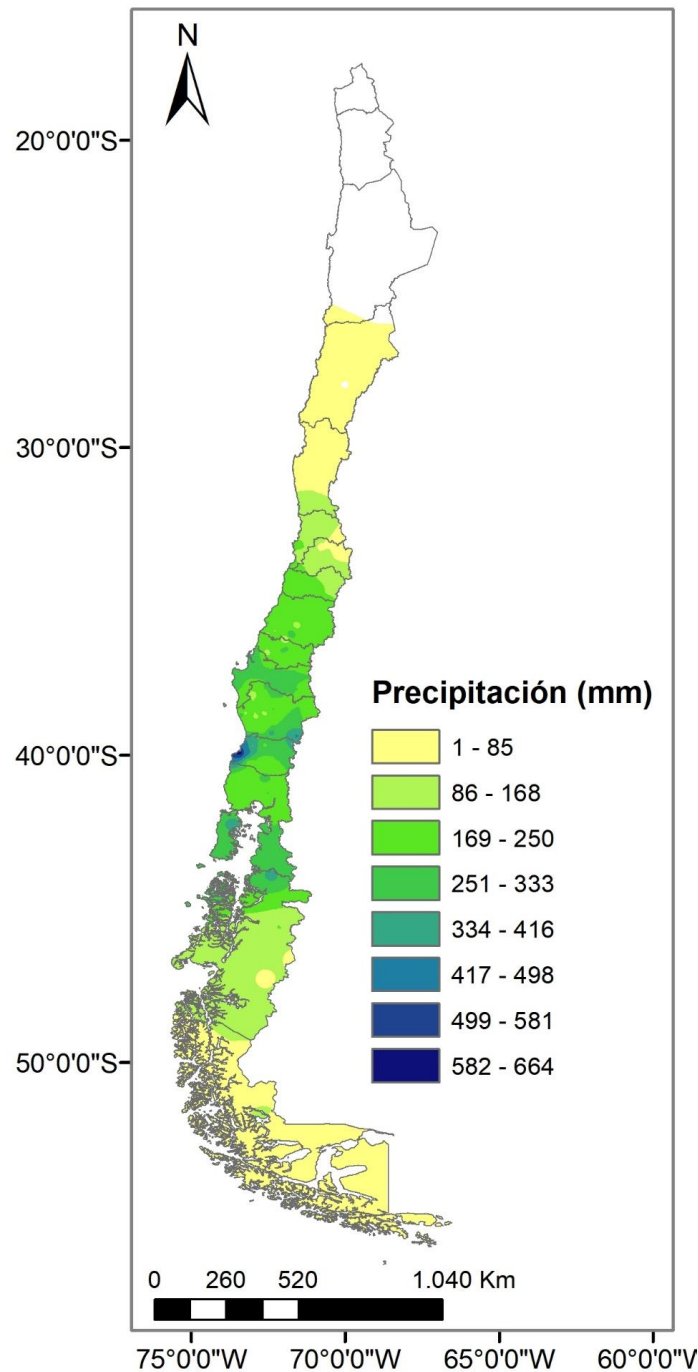 N
20°0'0"S
30°0'0"S
40°0'0"S
50°0'0"S
Precipitación (mm)
1 - 85
86 - 168
169 - 250
251 - 333
334 - 416
417 - 498
499 - 581
582 - 664
0 260 520 1.040 Km
75°0'0"W 70°0'0"W 65°0'0"W 60°0'0"W